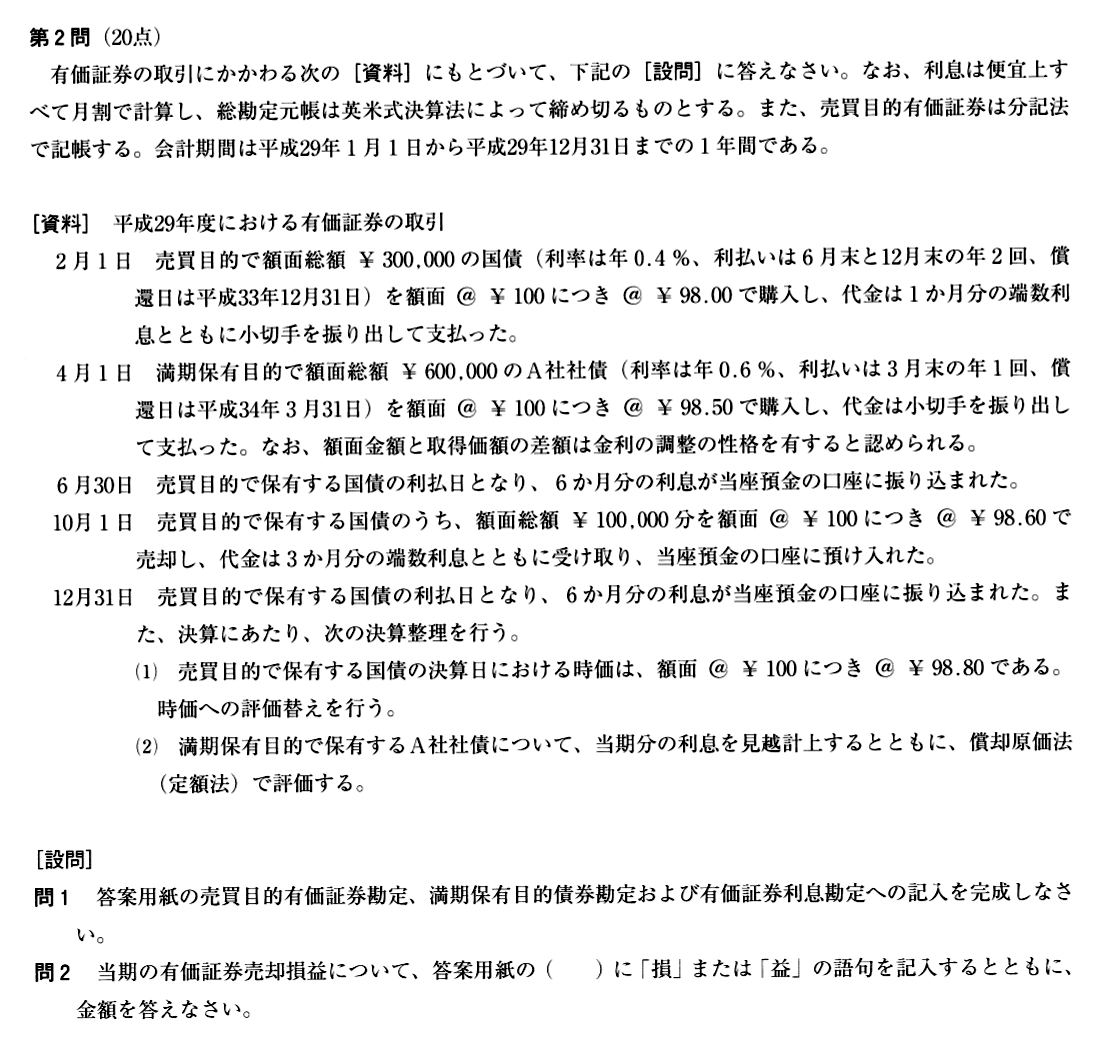 第2問（20点）
有価証券の取引にかかわる次の［資料］にもとづいて、下記の［設問］に答えなさい。なお、利息は便宜上す
べて月割で計算し、総勘定元帳は英米式決算法によって締め切るものとする。また、売買目的有価証券は分記法
で記帳する。会計期間は平成29年1月1日から平成29年12月31日までの1年間である。
［資料］ 平成29年度における有価証券の取引
2月1日 売買目的で額面総額 ￥300,000の国債（利率は年0.4％、利払いは6月末と12月末の年2回、償
還日は平成33年12月31日）を額面 @ ￥100につき @ ￥98.00で購入し、代金は1か月分の端数利
息とともに小切手を振り出して支払った。
4月1日 満期保有目的で額面総額 ￥600,000のA社社債（利率は年0.6％、利払いは3月末の年1回、償
還日は平成34年3月31日）を額面 @ ￥100につき @ ￥98.50で購入し、代金は小切手を振り出し
て支払った。なお、額面金額と取得価額の差額は金利の調整の性格を有すると認められる。
6月30日 売買目的で保有する国債の利払日となり、6か月分の利息が当座預金の口座に振り込まれた。
10月1日 売買目的で保有する国債のうち、額面総額 ￥100,000分を額面 @ ￥100につき @ ￥98.60で
売却し、代金は3か月分の端数利息とともに受け取り、当座預金の口座に預け入れた。
12月31日 売買目的で保有する国債の利払日となり、6か月分の利息が当座預金の口座に振り込まれた。ま
た、決算にあたり、次の決算整理を行う。
⑴ 売買目的で保有する国債の決算日における時価は、額面 @ ￥100につき @ ￥98.80である。
時価への評価替えを行う。
⑵ 満期保有目的で保有するA社社債について、当期分の利息を見越計上するとともに、償却原価法
（定額法）で評価する。
［設問］
問1 答案用紙の売買目的有価証券勘定、満期保有目的債券勘定および有価証券利息勘定への記入を完成しなさ
い。
問2 当期の有価証券売却損益について、答案用紙の（　　）に「損」または「益」の語句を記入するとともに、
金額を答えなさい。